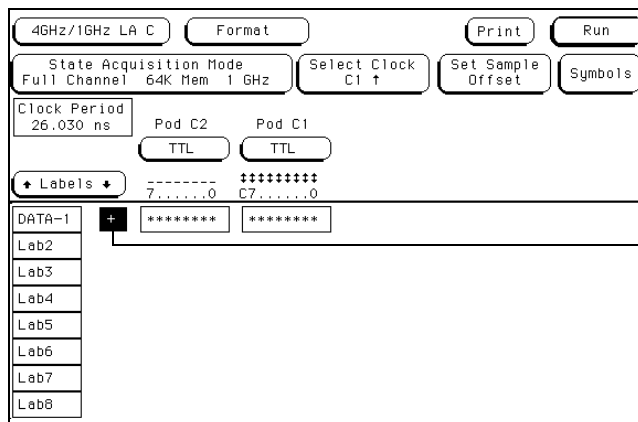 4GHz/1GHz LA C Format Print Run
State Acquisition Mode
Full Channel 64K Mem 1 GHz
Select Clock
C1 ↑
Set Sample
Offset
Symbols
Clock Period
26.030 ns
Pod C2 Pod C1
TTL TTL
↑ Labels ↓
-------- ↕↕↕↕↕↕↕↕↕
7......0 C7......0
DATA-1 + ******** ********
Lab2
Lab3
Lab4
Lab5
Lab6
Lab7
Lab8